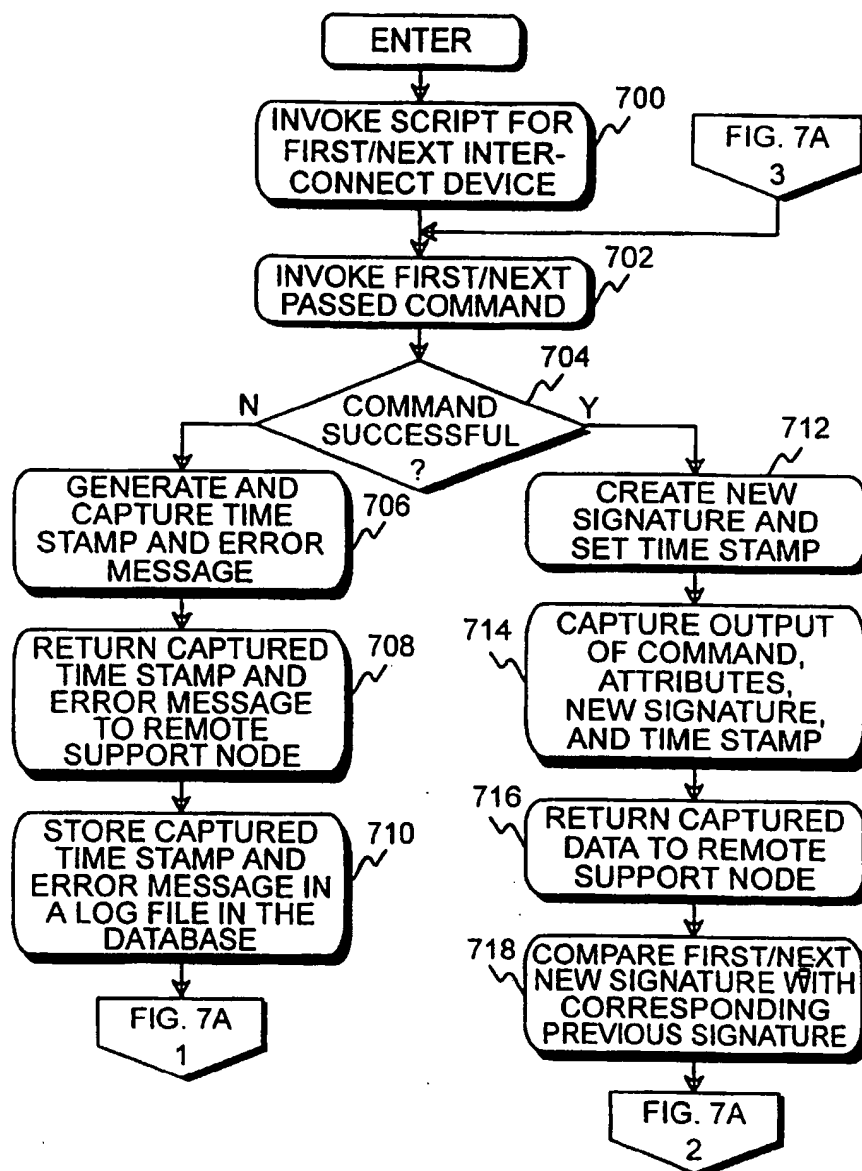 ENTER
700
INVOKE SCRIPT FOR
FIRST/NEXT INTER-
CONNECT DEVICE
FIG. 7A
3
702
INVOKE FIRST/NEXT
PASSED COMMAND
704
N
COMMAND
SUCCESSFUL
?
Y
GENERATE AND
CAPTURE TIME
STAMP AND ERROR
MESSAGE
706
RETURN CAPTURED
TIME STAMP AND
ERROR MESSAGE
TO REMOTE
SUPPORT NODE
708
STORE CAPTURED
TIME STAMP AND
ERROR MESSAGE IN
A LOG FILE IN THE
DATABASE
710
FIG. 7A
1
712
CREATE NEW
SIGNATURE AND
SET TIME STAMP
714
CAPTURE OUTPUT
OF COMMAND,
ATTRIBUTES,
NEW SIGNATURE,
AND TIME STAMP
716
RETURN CAPTURED
DATA TO REMOTE
SUPPORT NODE
718
COMPARE FIRST/NEXT
NEW SIGNATURE WITH
CORRESPONDING
PREVIOUS SIGNATURE
FIG. 7A
2